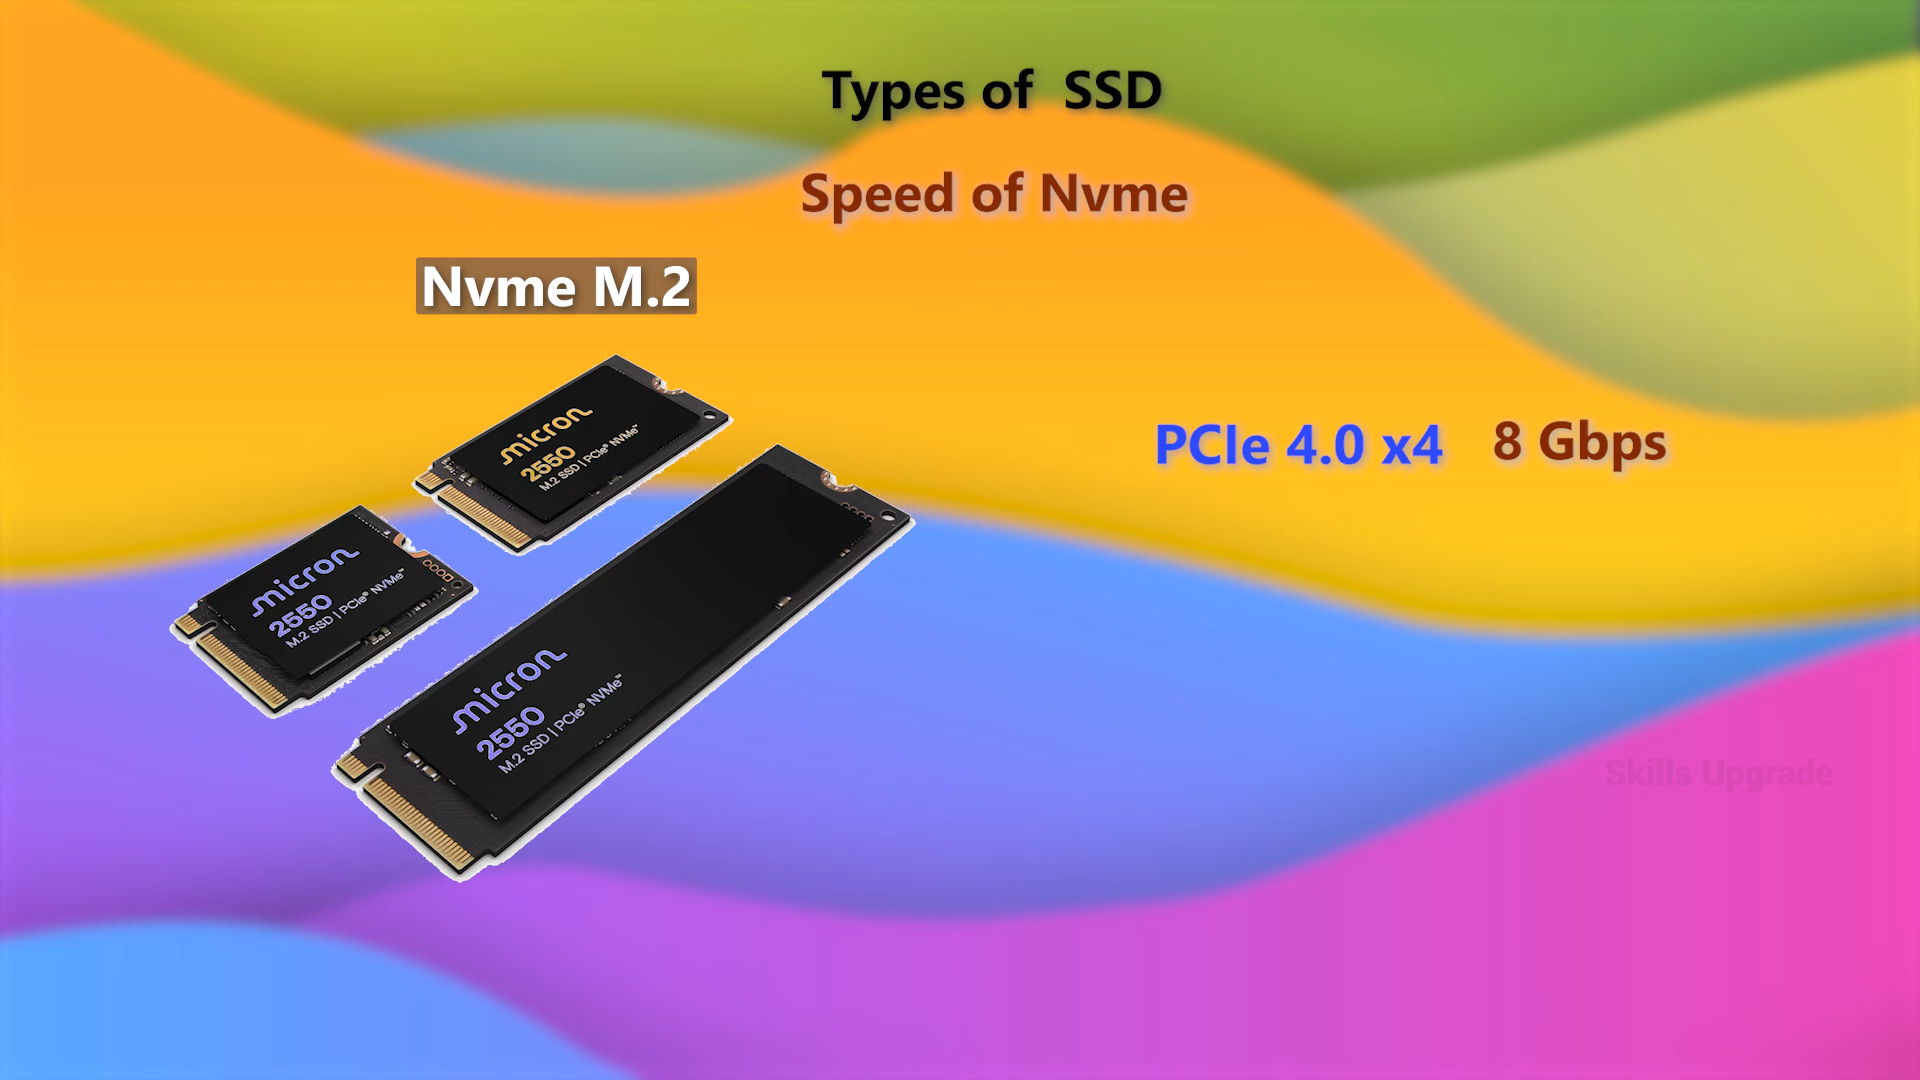 Types of  SSD
Speed of Nvme
Nvme M.2
PCIe 4.0 x4 8 Gbps
micron
2550
M.2 SSD | PCIe® NVMe™
micron
2550
M.2 SSD | PCIe® NVMe™
micron
2550
M.2 SSD | PCIe® NVMe™
Skills Upgrade